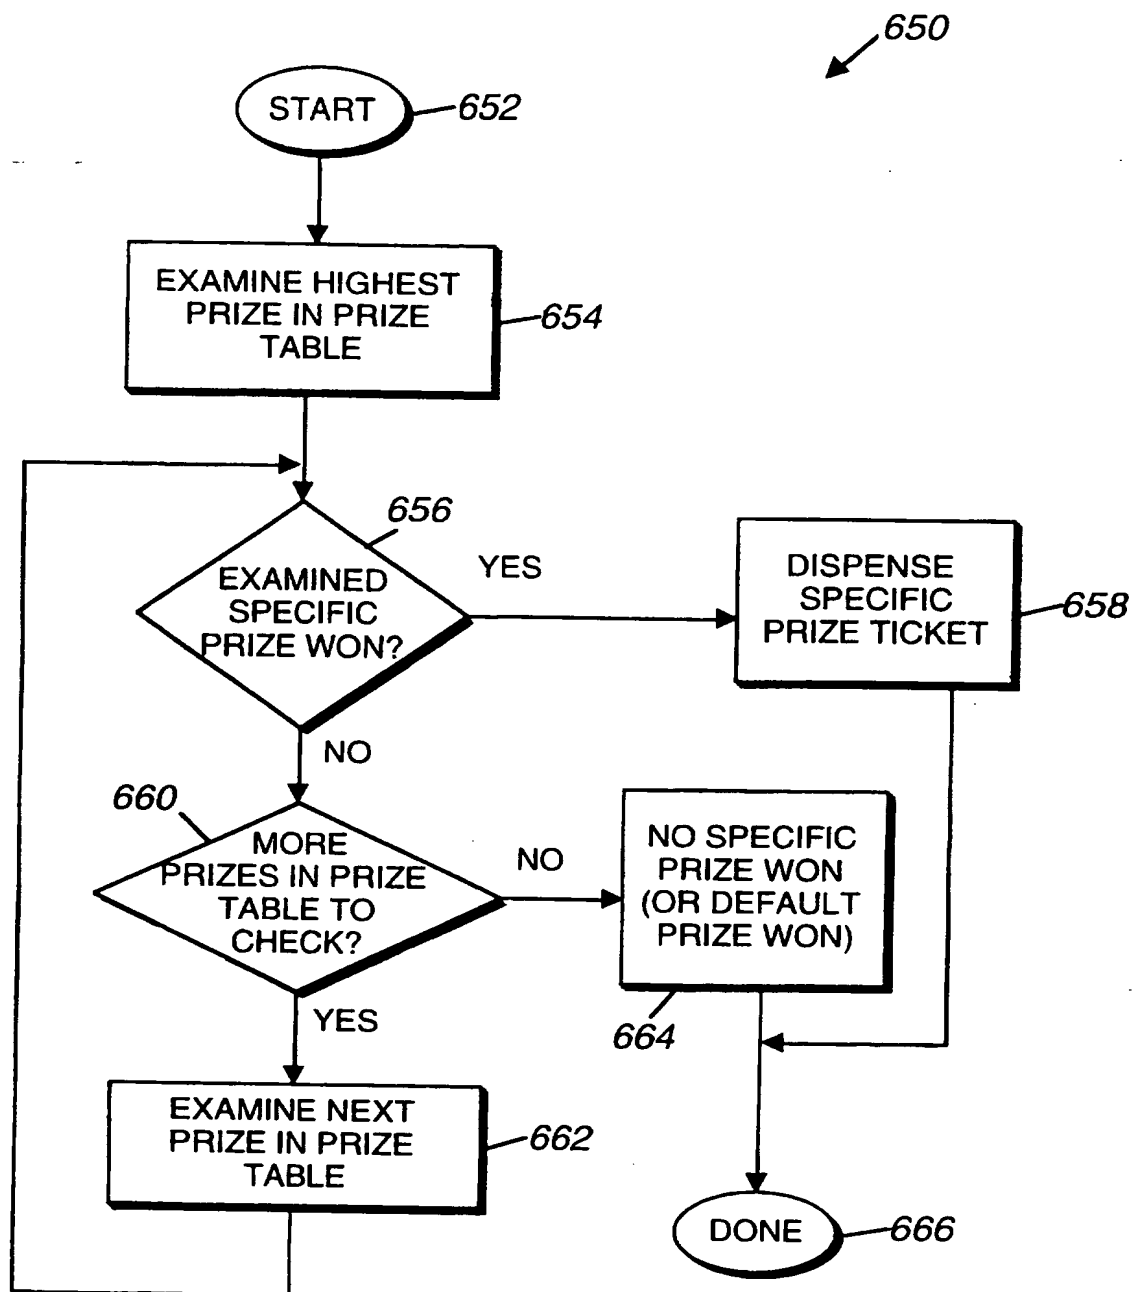 650
START
652
EXAMINE HIGHEST
PRIZE IN PRIZE
TABLE
654
656
EXAMINED
SPECIFIC
PRIZE WON?
YES
DISPENSE
SPECIFIC
PRIZE TICKET
658
NO
660
MORE
PRIZES IN PRIZE
TABLE TO
CHECK?
NO
NO SPECIFIC
PRIZE WON
(OR DEFAULT
PRIZE WON)
664
YES
EXAMINE NEXT
PRIZE IN PRIZE
TABLE
662
DONE
666